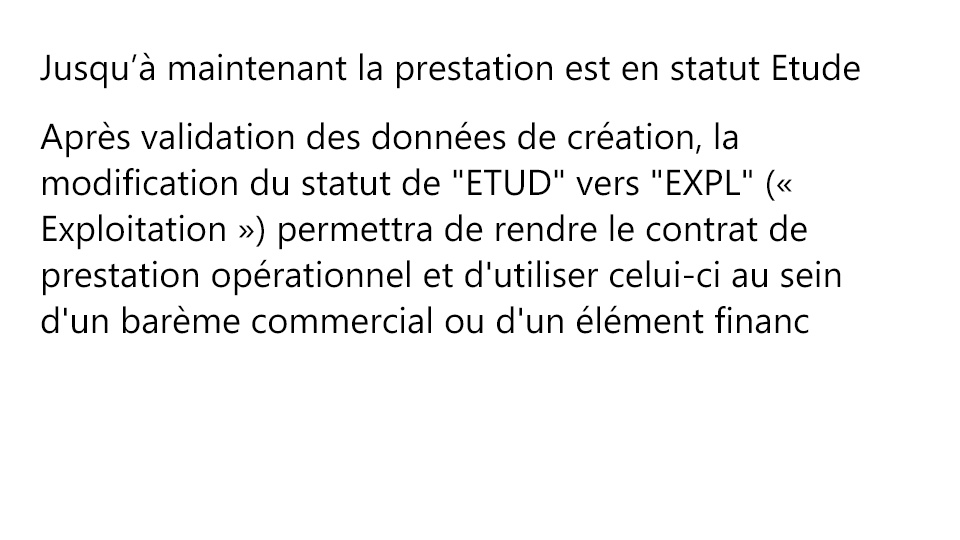 Jusqu’à maintenant la prestation est en statut Etude
Après validation des données de création, la
modification du statut de "ETUD" vers "EXPL" («
Exploitation ») permettra de rendre le contrat de
prestation opérationnel et d'utiliser celui-ci au sein
d'un barème commercial ou d'un élément financ